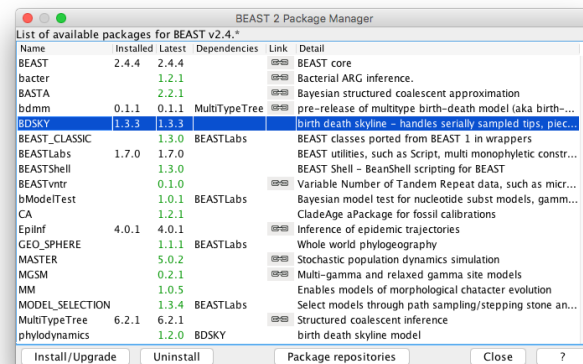 BEAST 2 Package Manager
List of available packages for BEAST v2.4.*
Name Installed Latest Dependencies Link Detail
BEAST 2.4.4 2.4.4 BEAST core
bacter 1.2.1 Bacterial ARG inference.
BASTA 2.2.1 Bayesian structured coalescent approximation
bdmm 0.1.1 0.1.1 MultiTypeTree pre-release of multitype birth-death model (aka birth-...
BDSKY 1.3.3 1.3.3 birth death skyline - handles serially sampled tips, piec...
BEAST_CLASSIC 1.3.0 BEASTLabs BEAST classes ported from BEAST 1 in wrappers
BEASTLabs 1.7.0 1.7.0 BEAST utilities, such as Script, multi monophyletic constr...
BEASTShell 1.3.0 BEAST Shell - BeanShell scripting for BEAST
BEASTvntr 0.1.0 Variable Number of Tandem Repeat data, such as micr...
bModelTest 1.0.1 BEASTLabs Bayesian model test for nucleotide subst models, gamm...
CA 1.2.1 CladeAge aPackage for fossil calibrations
EpiInf 4.0.1 4.0.1 Inference of epidemic trajectories
GEO_SPHERE 1.1.1 BEASTLabs Whole world phylogeography
MASTER 5.0.2 Stochastic population dynamics simulation
MGSM 0.2.1 Multi-gamma and relaxed gamma site models
MM 1.0.5 Enables models of morphological chatacter evolution
MODEL_SELECTION 1.3.4 BEASTLabs Select models through path sampling/stepping stone an...
MultiTypeTree 6.2.1 6.2.1 Structured coalescent inference
phylodynamics 1.2.0 BDSKY birth death skyline model
Install/Upgrade Uninstall Package repositories Close ?